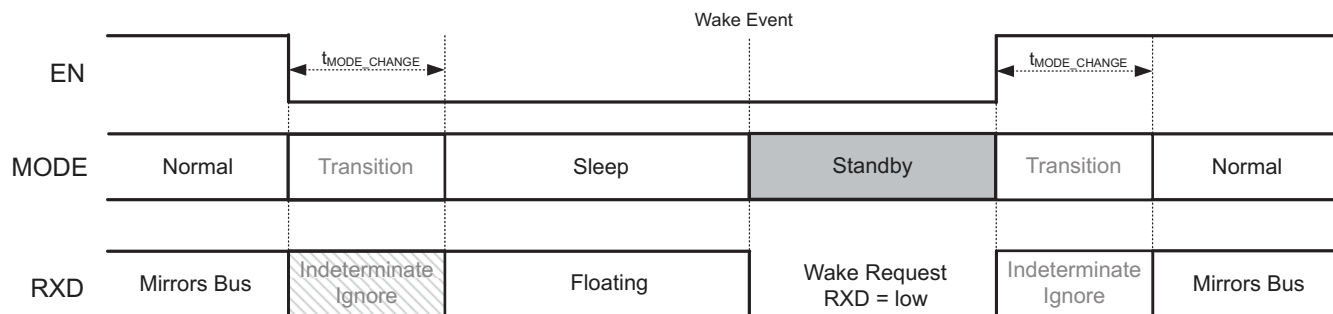 Wake Event
EN
tMODE_CHANGE
tMODE_CHANGE
MODE
Normal
Transition
Sleep
Standby
Transition
Normal
RXD
Mirrors Bus
Indeterminate
Ignore
Floating
Wake Request
RXD = low
Indeterminate
Ignore
Mirrors Bus